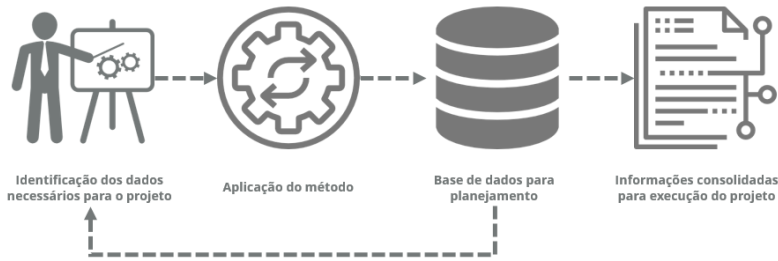 Identificação dos dados
necessários para o projeto
Aplicação do método
Base de dados para
planejamento
Informações consolidadas
para execução do projeto